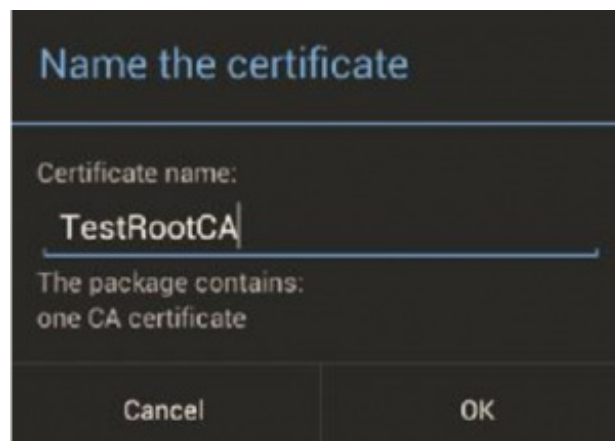 Name the certificate
Certificate name:
TestRootCA
The package contains:
one CA certificate
Cancel OK